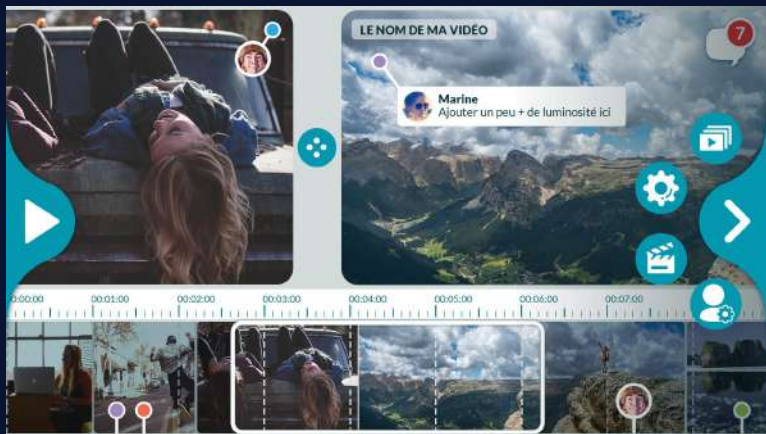 LE NOM DE MA VIDÉO
7
Marine
Ajouter un peu + de luminosité ici
0:00:00 00:01:00 00:02:00 00:03:00 00:04:00 00:05:00 00:06:00 00:07:00